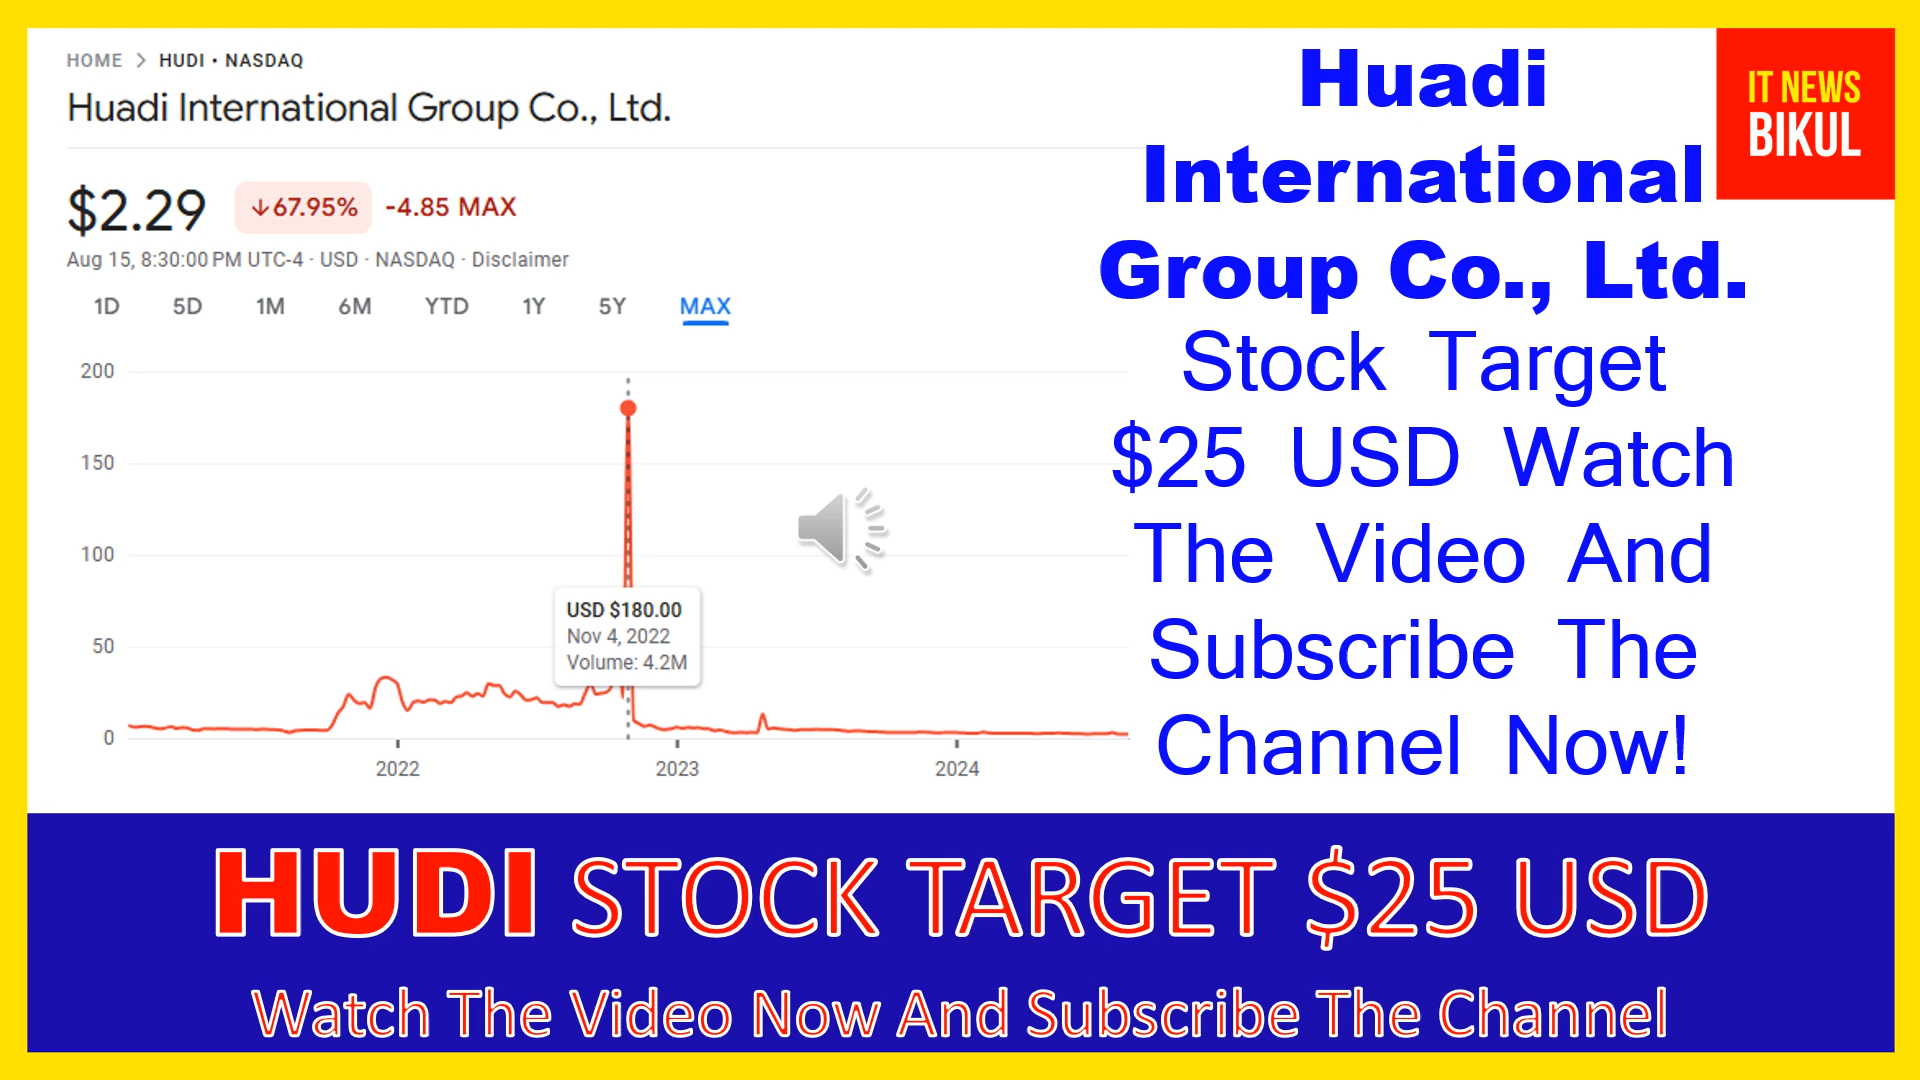 HOME > HUDI • NASDAQ
Huadi International Group Co., Ltd.
$2.29 ↓67.95% -4.85 MAX
Aug 15, 8:30:00 PM UTC-4 · USD · NASDAQ · Disclaimer
1D 5D 1M 6M YTD 1Y 5Y MAX
200
150
100
50
0
USD $180.00
Nov 4, 2022
Volume: 4.2M
2022 2023 2024
Huadi
International
Group Co., Ltd.
Stock Target
$25 USD Watch
The Video And
Subscribe The
Channel Now!
IT NEWS
BIKUL
HUDI STOCK TARGET $25 USD
Watch The Video Now And Subscribe The Channel